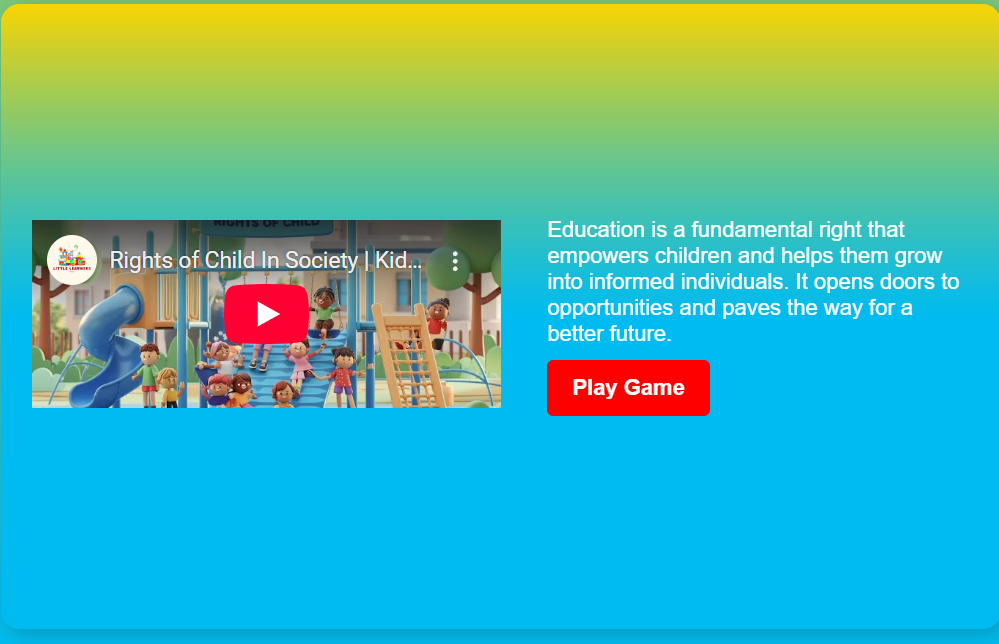 RIGHTS OF CHILD
LITTLE LEARNERS
Rights of Child In Society | Kid...
Education is a fundamental right that
empowers children and helps them grow
into informed individuals. It opens doors to
opportunities and paves the way for a
better future.
Play Game